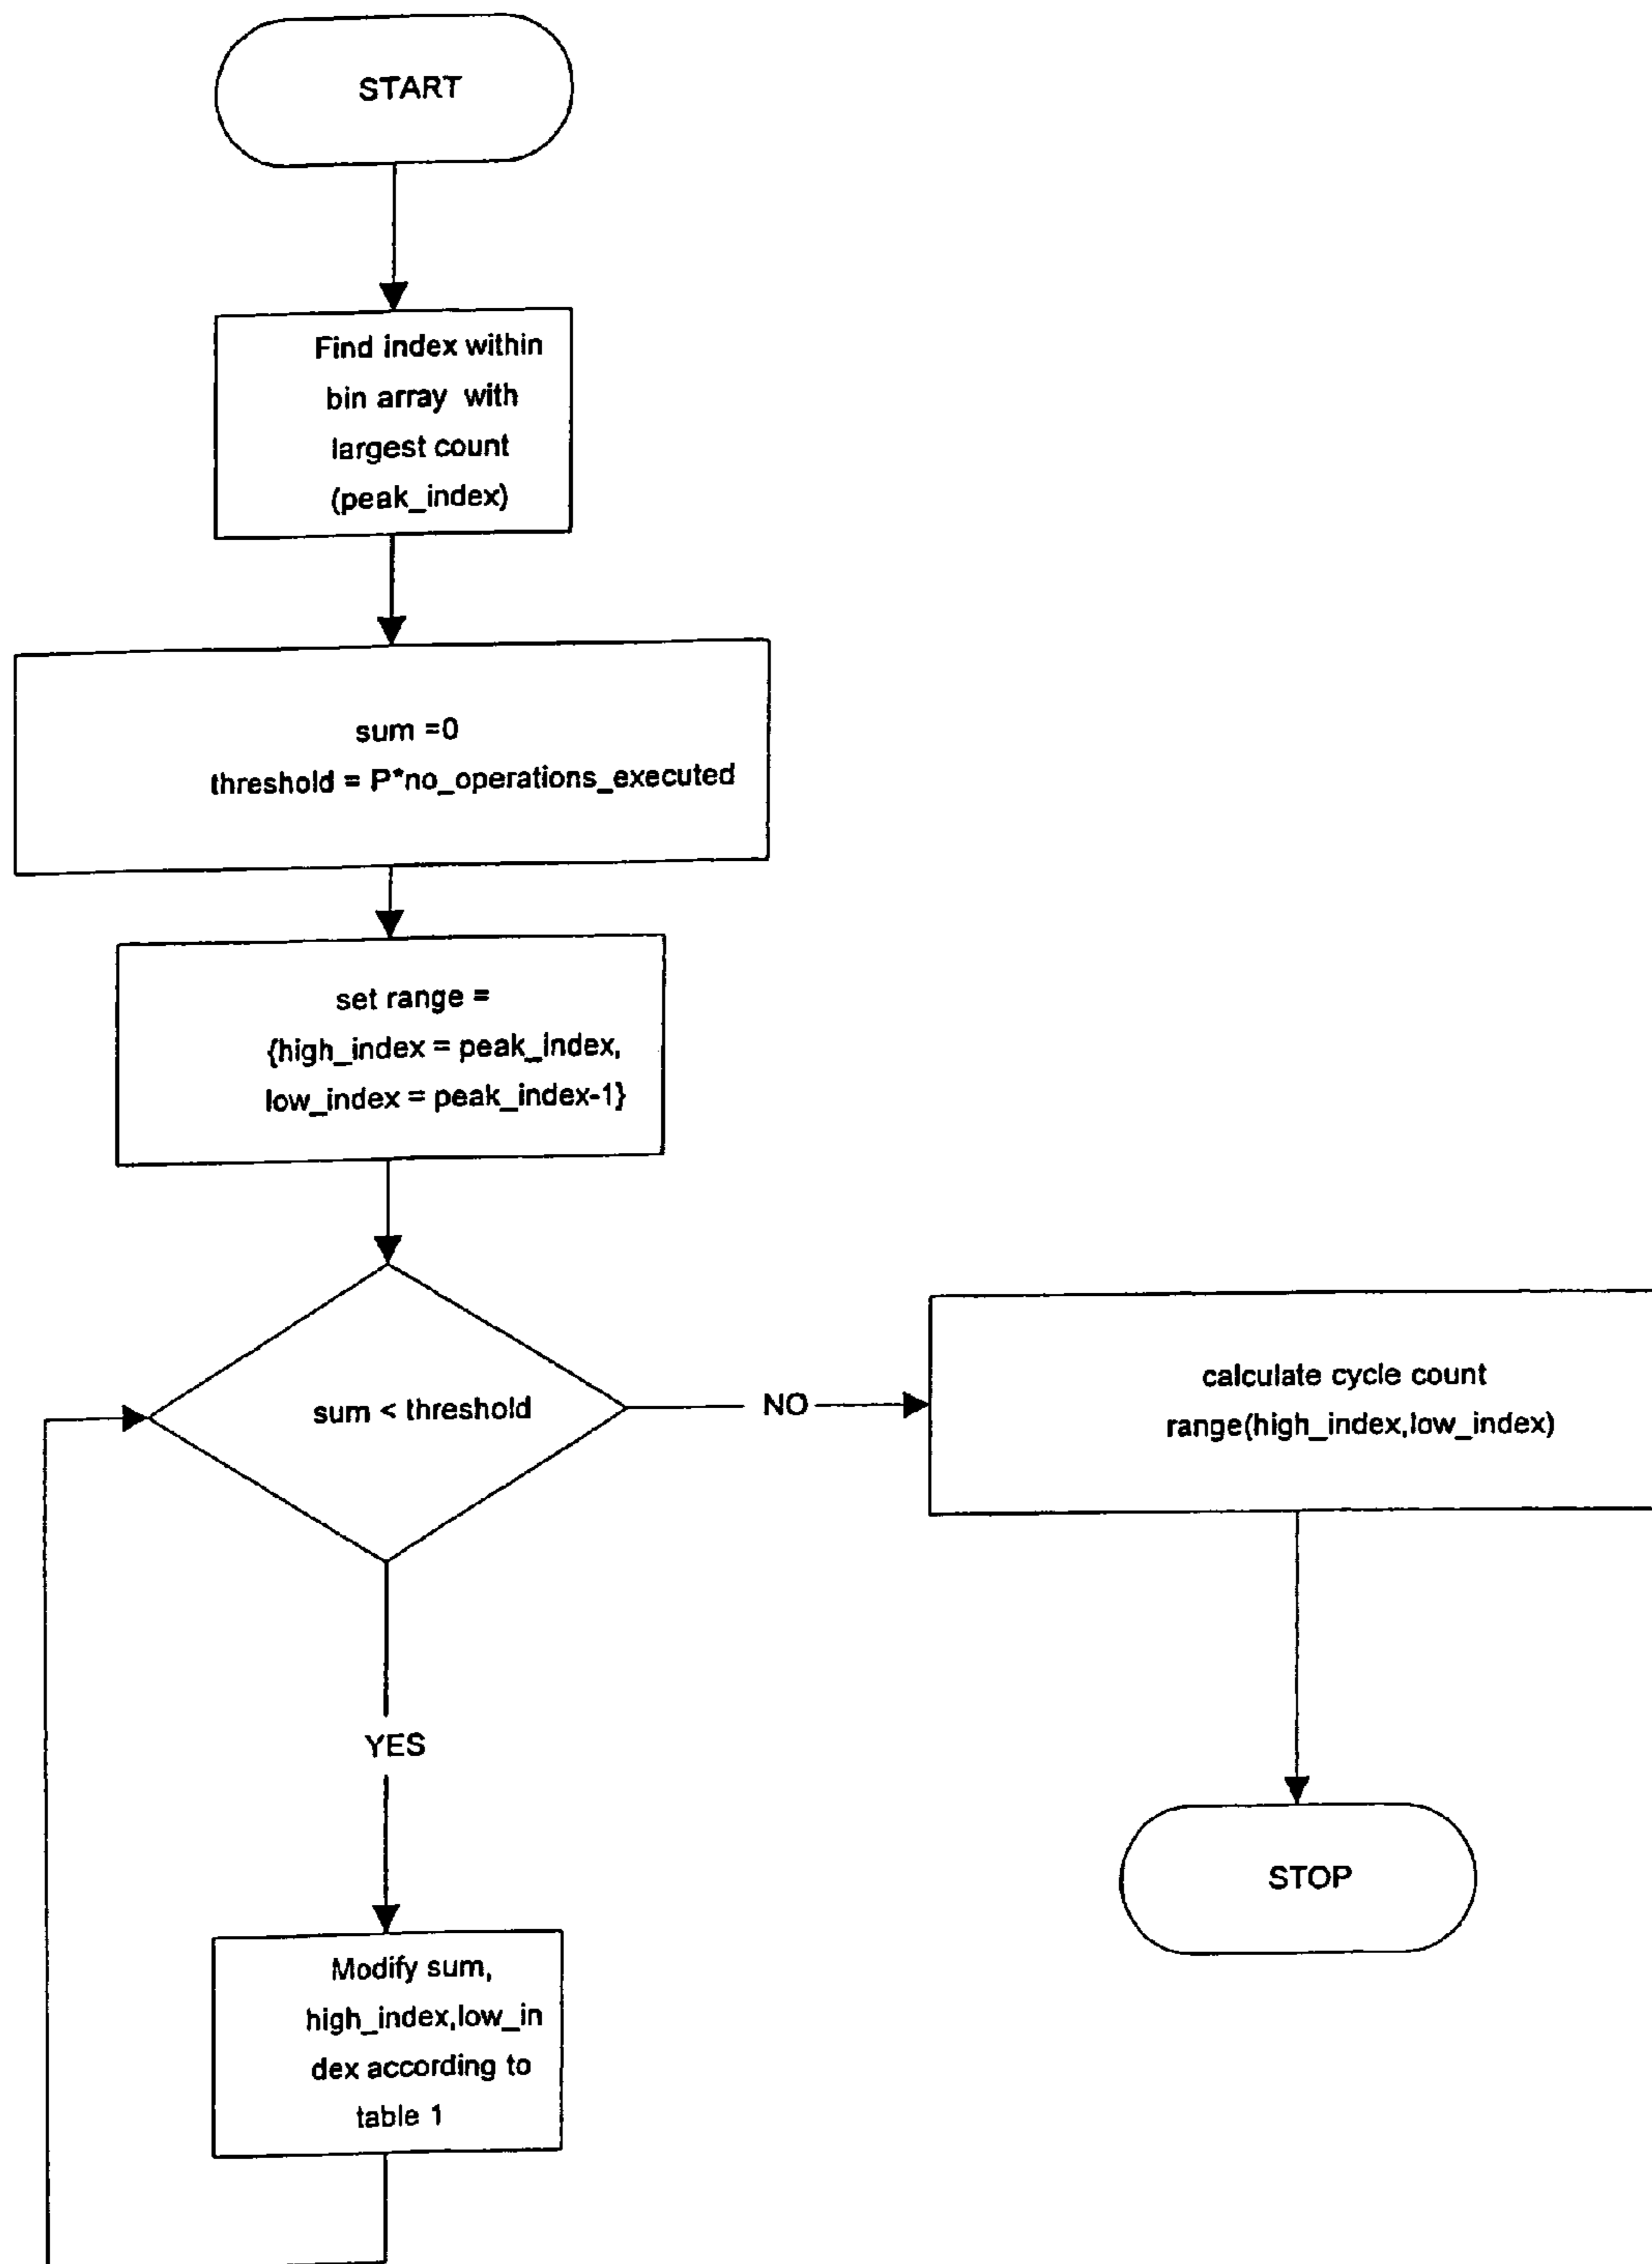 START
Find index within
bin array with
largest count
(peak_index)
sum =0
threshold = P*no_operations_executed
set range =
{high_index = peak_index,
low_index = peak_index-1}
sum < threshold
NO
calculate cycle count
range(high_index,low_index)
YES
STOP
Modify sum,
high_index,low_in
dex according to
table 1